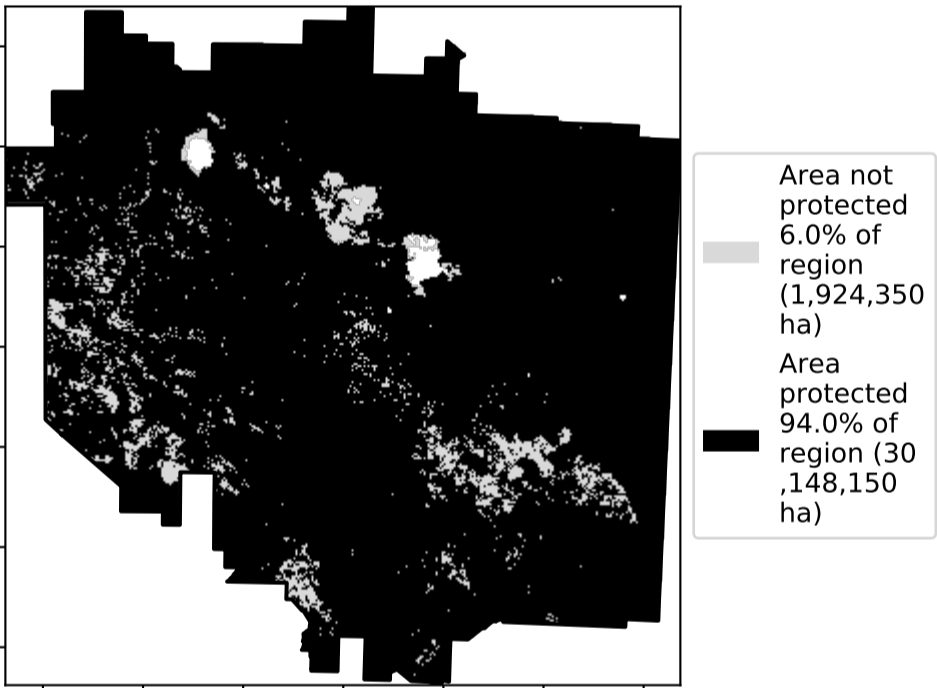 Area not
protected
6.0% of
region
(1,924,350
ha)
Area
protected
94.0% of
region (30
,148,150
ha)